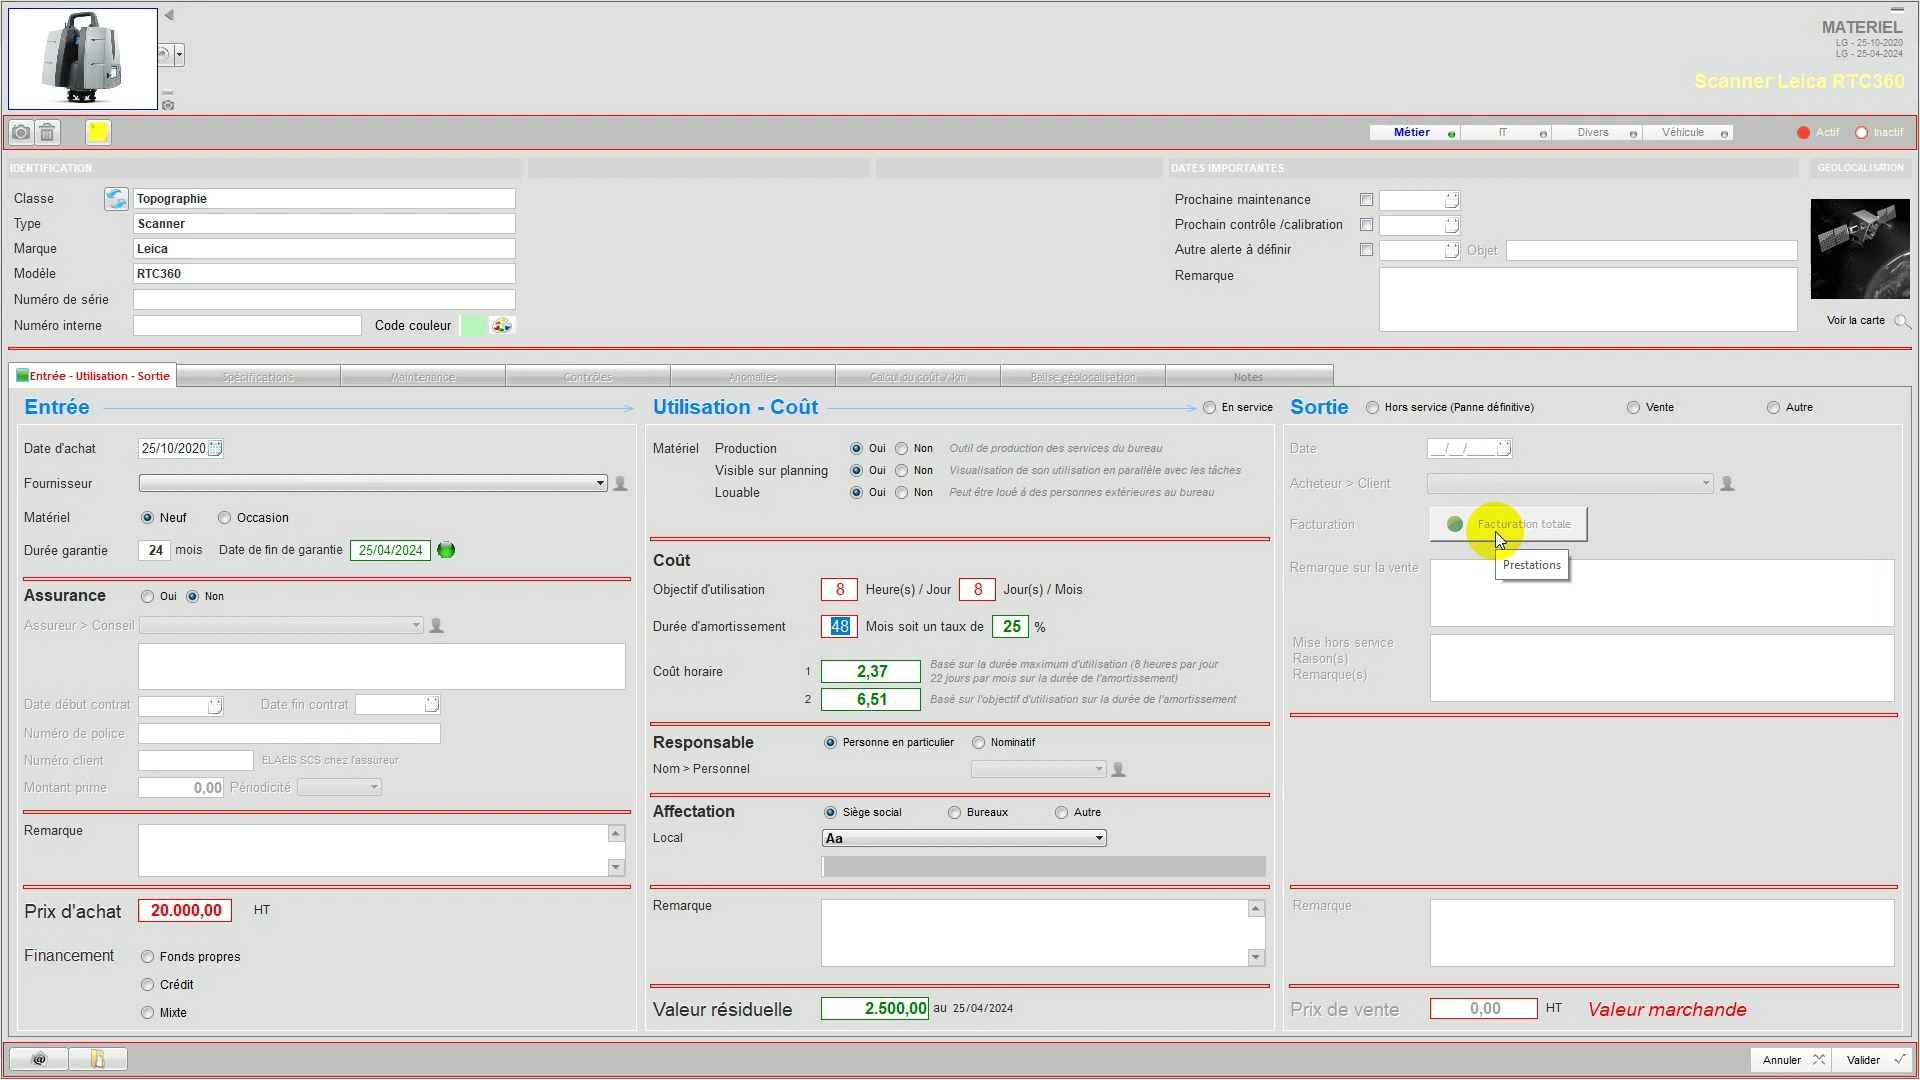 MATERIEL
LG - 25-10-2020
LG - 25-04-2024
Scanner Leica RTC360
Métier IT Divers Véhicule Actif Inactif
IDENTIFICATION DATES IMPORTANTES GEOLOCALISATION
Classe Topographie
Type Scanner
Marque Leica
Modèle RTC360
Numéro de série
Numéro interne Code couleur
Prochaine maintenance
Prochain contrôle /calibration
Autre alerte à définir Objet
Remarque
Voir la carte
Entrée - Utilisation - Sortie Spécifications Maintenance Contrôles Anomalies Calcul du coût / km Balise géolocalisation Notes
Entrée
Date d'achat 25/10/2020
Fournisseur
Matériel Neuf Occasion
Durée garantie 24 mois Date de fin de garantie 25/04/2024
Assurance Oui Non
Assureur > Conseil
Date début contrat Date fin contrat
Numéro de police
Numéro client ELAEIS SCS chez l'assureur
Montant prime 0,00 Périodicité
Remarque
Prix d'achat 20.000,00 HT
Financement Fonds propres
Crédit
Mixte
Utilisation - Coût En service
Matériel Production Oui Non Outil de production des services du bureau
Visible sur planning Oui Non Visualisation de son utilisation en parallèle avec les tâches
Louable Oui Non Peut être loué à des personnes extérieures au bureau
Coût
Objectif d'utilisation 8 Heure(s) / Jour 8 Jour(s) / Mois
Durée d'amortissement 48 Mois soit un taux de 25 %
Coût horaire 1 2,37 Basé sur la durée maximum d'utilisation (8 heures par jour
22 jours par mois sur la durée de l'amortissement)
2 6,51 Basé sur l'objectif d'utilisation sur la durée de l'amortissement
Responsable Personne en particulier Nominatif
Nom > Personnel
Affectation Siège social Bureaux Autre
Local Aa
Remarque
Valeur résiduelle 2.500,00 au 25/04/2024
Sortie Hors service (Panne définitive) Vente Autre
Date __/__/____
Acheteur > Client
Facturation Facturation totale
Prestations
Remarque sur la vente
Mise hors service
Raison(s)
Remarque(s)
Remarque
Prix de vente 0,00 HT Valeur marchande
Annuler Valider